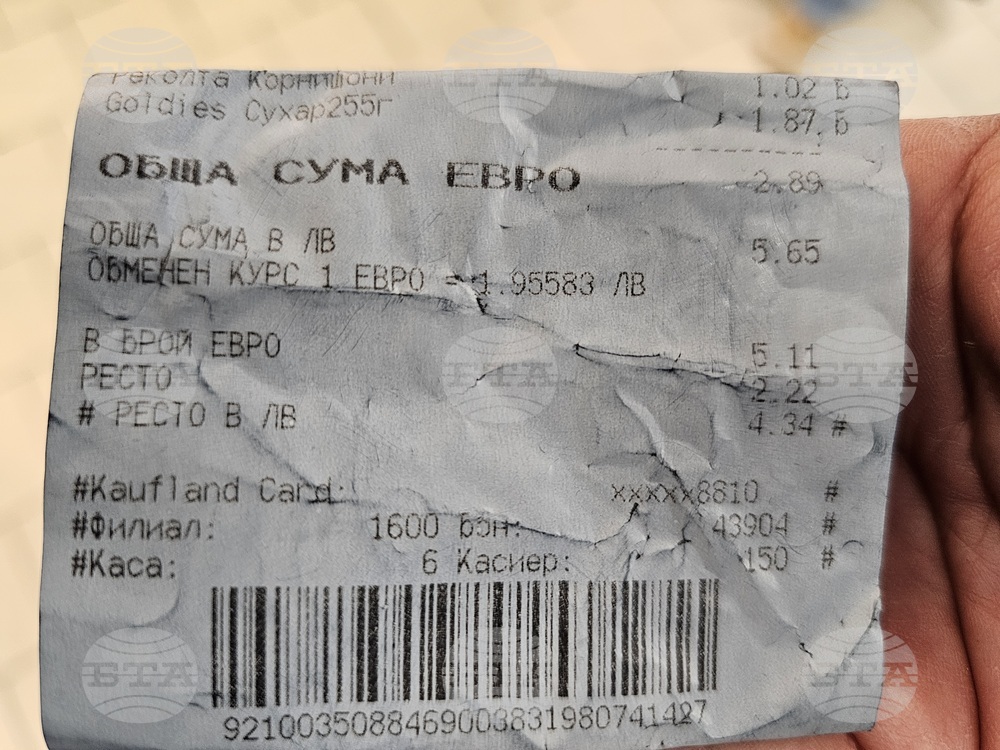 Реколта Корнишони 1.02 Б
Goldies Сухар255г 1.87 Б
ОБЩА СУМА ЕВРО 2.89
ОБЩА СУМА В ЛВ 5.65
ОБМЕНЕН КУРС 1 ЕВРО = 1.95583 ЛВ
В БРОЙ ЕВРО 5.11
РЕСТО 2.22
# РЕСТО В ЛВ 4.34 #
#Kaufland Card: xxxxx8810 #
#Филиал: 1600 бон: 43904 #
#Каса: 6 Касиер: 150 #
9210035088469003831980741427
БТА